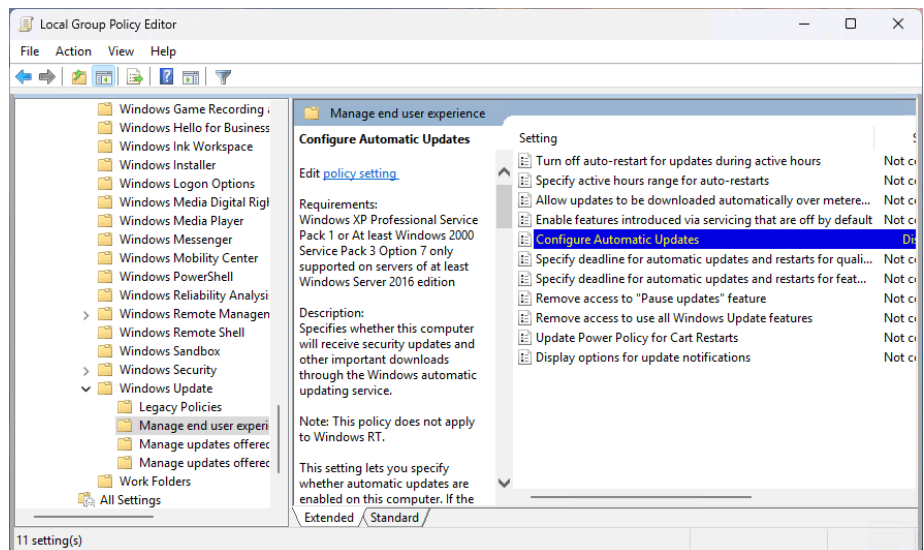 Local Group Policy Editor
File Action View Help
Windows Game Recording
Windows Hello for Business
Windows Ink Workspace
Windows Installer
Windows Logon Options
Windows Media Digital
Windows Media Player
Windows Messenger
Windows Mobility Center
Windows PowerShell
Windows Reliability
Windows Remote
Windows Remote Shell
Windows Sandbox
Windows Security
Windows Update
Legacy Policies
Manage end user
Manage updates
Manage updates
Work Folders
All Settings
Manage end user experience
Configure Automatic Updates
Edit policy setting
Requirements:
Windows XP Professional Service
Pack 1 or At least Windows 2000
Service Pack 3 Option 7 only
supported on servers of at least
Windows Server 2016 edition
Description:
Specifies whether this computer
will receive security updates and
other important downloads
through the Windows automatic
updating service.
Note: This policy does not apply
to Windows RT.
This setting lets you specify
whether automatic updates are
enabled on this computer. If the
Setting
Turn off auto-restart for updates during active hours Not
Specify active hours range for auto-restarts Not
Allow updates to be downloaded automatically over metere... Not
Enable features introduced via servicing that are off by default Not
Configure Automatic Updates
Specify deadline for automatic updates and restarts for quali... Not
Specify deadline for automatic updates and restarts for feat... Not
Remove access to "Pause updates" feature Not
Remove access to use all Windows Update features Not
Update Power Policy for Cart Restarts Not
Display options for update notifications Not
Extended Standard
11 setting(s)